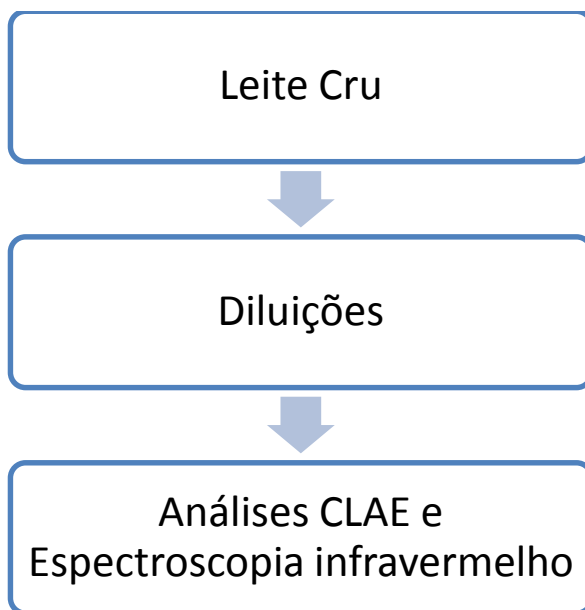 Leite Cru
Diluições
Análises CLAE e
Espectroscopia infravermelho